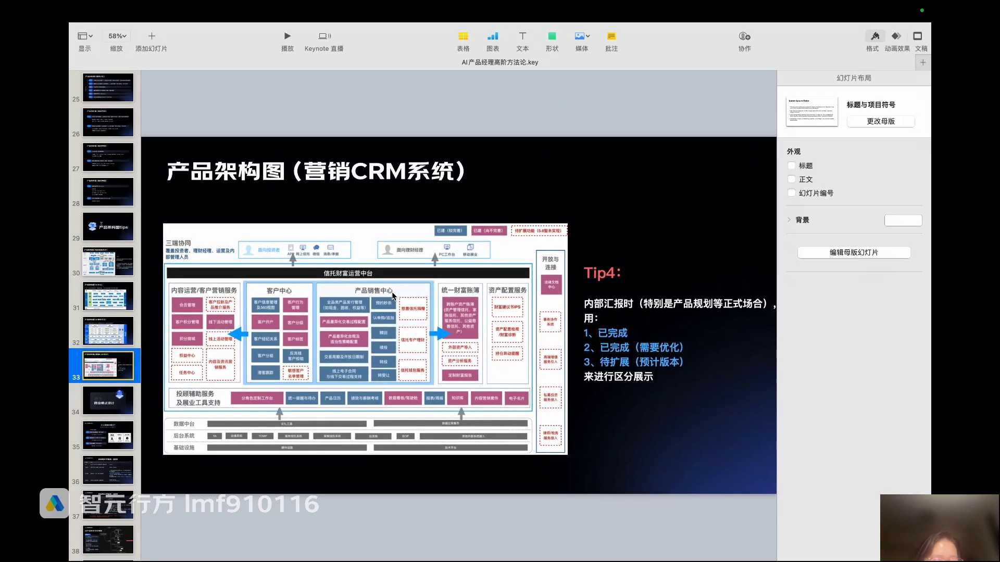 58%
显示
缩放
添加幻灯片
播放
Keynote 直播
表格
图表
文本
形状
媒体
批注
协作
格式
动画效果
文稿
AI产品经理高阶方法论.key
幻灯片布局
标题与项目符号
更改母版
外观
标题
正文
幻灯片编号
背景
编辑母版幻灯片
25
26
27
28
29
产品架构图tips
30
31
32
33
34
商业模式设计
35
36
37
38
产品架构图（营销CRM系统）
已建（较完善）
已建（尚不完善）
待扩展功能（5.0暂未实现）
三端协同
覆盖投资者、理财经理、运营及内
部管理人员
面向投资者
APP
网上信托
微信
面向理财经理
PC工作台
移动展业
信托财富运营中台
内容运营/客户营销服务
会员管理
客户拉新及产
品推介服务
客户积分管理
线下活动管理
积分商城
线上活动管理
权益中心
内容及资讯营
销服务
任务中心
客户中心
客户信息管理
及360视图
客户行为
管理
客户开户
客户分级
客户经纪关系
客户标签
客户分组
反洗钱
客户校验
潜客跟踪
敏感客户
名单管理
产品销售中心
全品类产品发行管理
（如现金、固收、权益等）
预约秒杀
慈善信托捐赠
产品差异化交易过程配置
认申购/追加
产品差异化合规及
适当性策略配置
赎回
信托专户理财
续投
交易周期及开放日限制
转投
线上电子合同
与线下交易过程支持
转受让
信托钱包服务
统一财富账簿
跨账户资产账簿
（资产管理信托、家
族信托、其他资产
服务信托、公益慈
善信托、其他资
产）
外部资产导入
资产分析服务
定制财富报告
资产配置服务
财富建议书IPS
资产配置检视
/财富诊断
持仓异动提醒
投顾辅助服务
及展业工具支持
分角色定制工作台
统一提醒与待办
产品日历
绩效与薪酬考核
数据看板/驾驶舱
报表/周报
知识库
内容营销套件
电子名片
数据中台
ETL工具
数据应用集市
后台系统
TA
TCMP
ECIF
其他外部系统接入
基础设施
硬件设施
技术平台
开放与
连接
法律文档
中心
事务协作
系统
高端增值
服务引入
私募投资
服务接入
律师/税务
服务接入
Tip4：
内部汇报时（特别是产品规划等正式场合），
用：
1、已完成
2、已完成（需要优化）
3、待扩展（预计版本）
来进行区分展示
智元行方 lmf910116